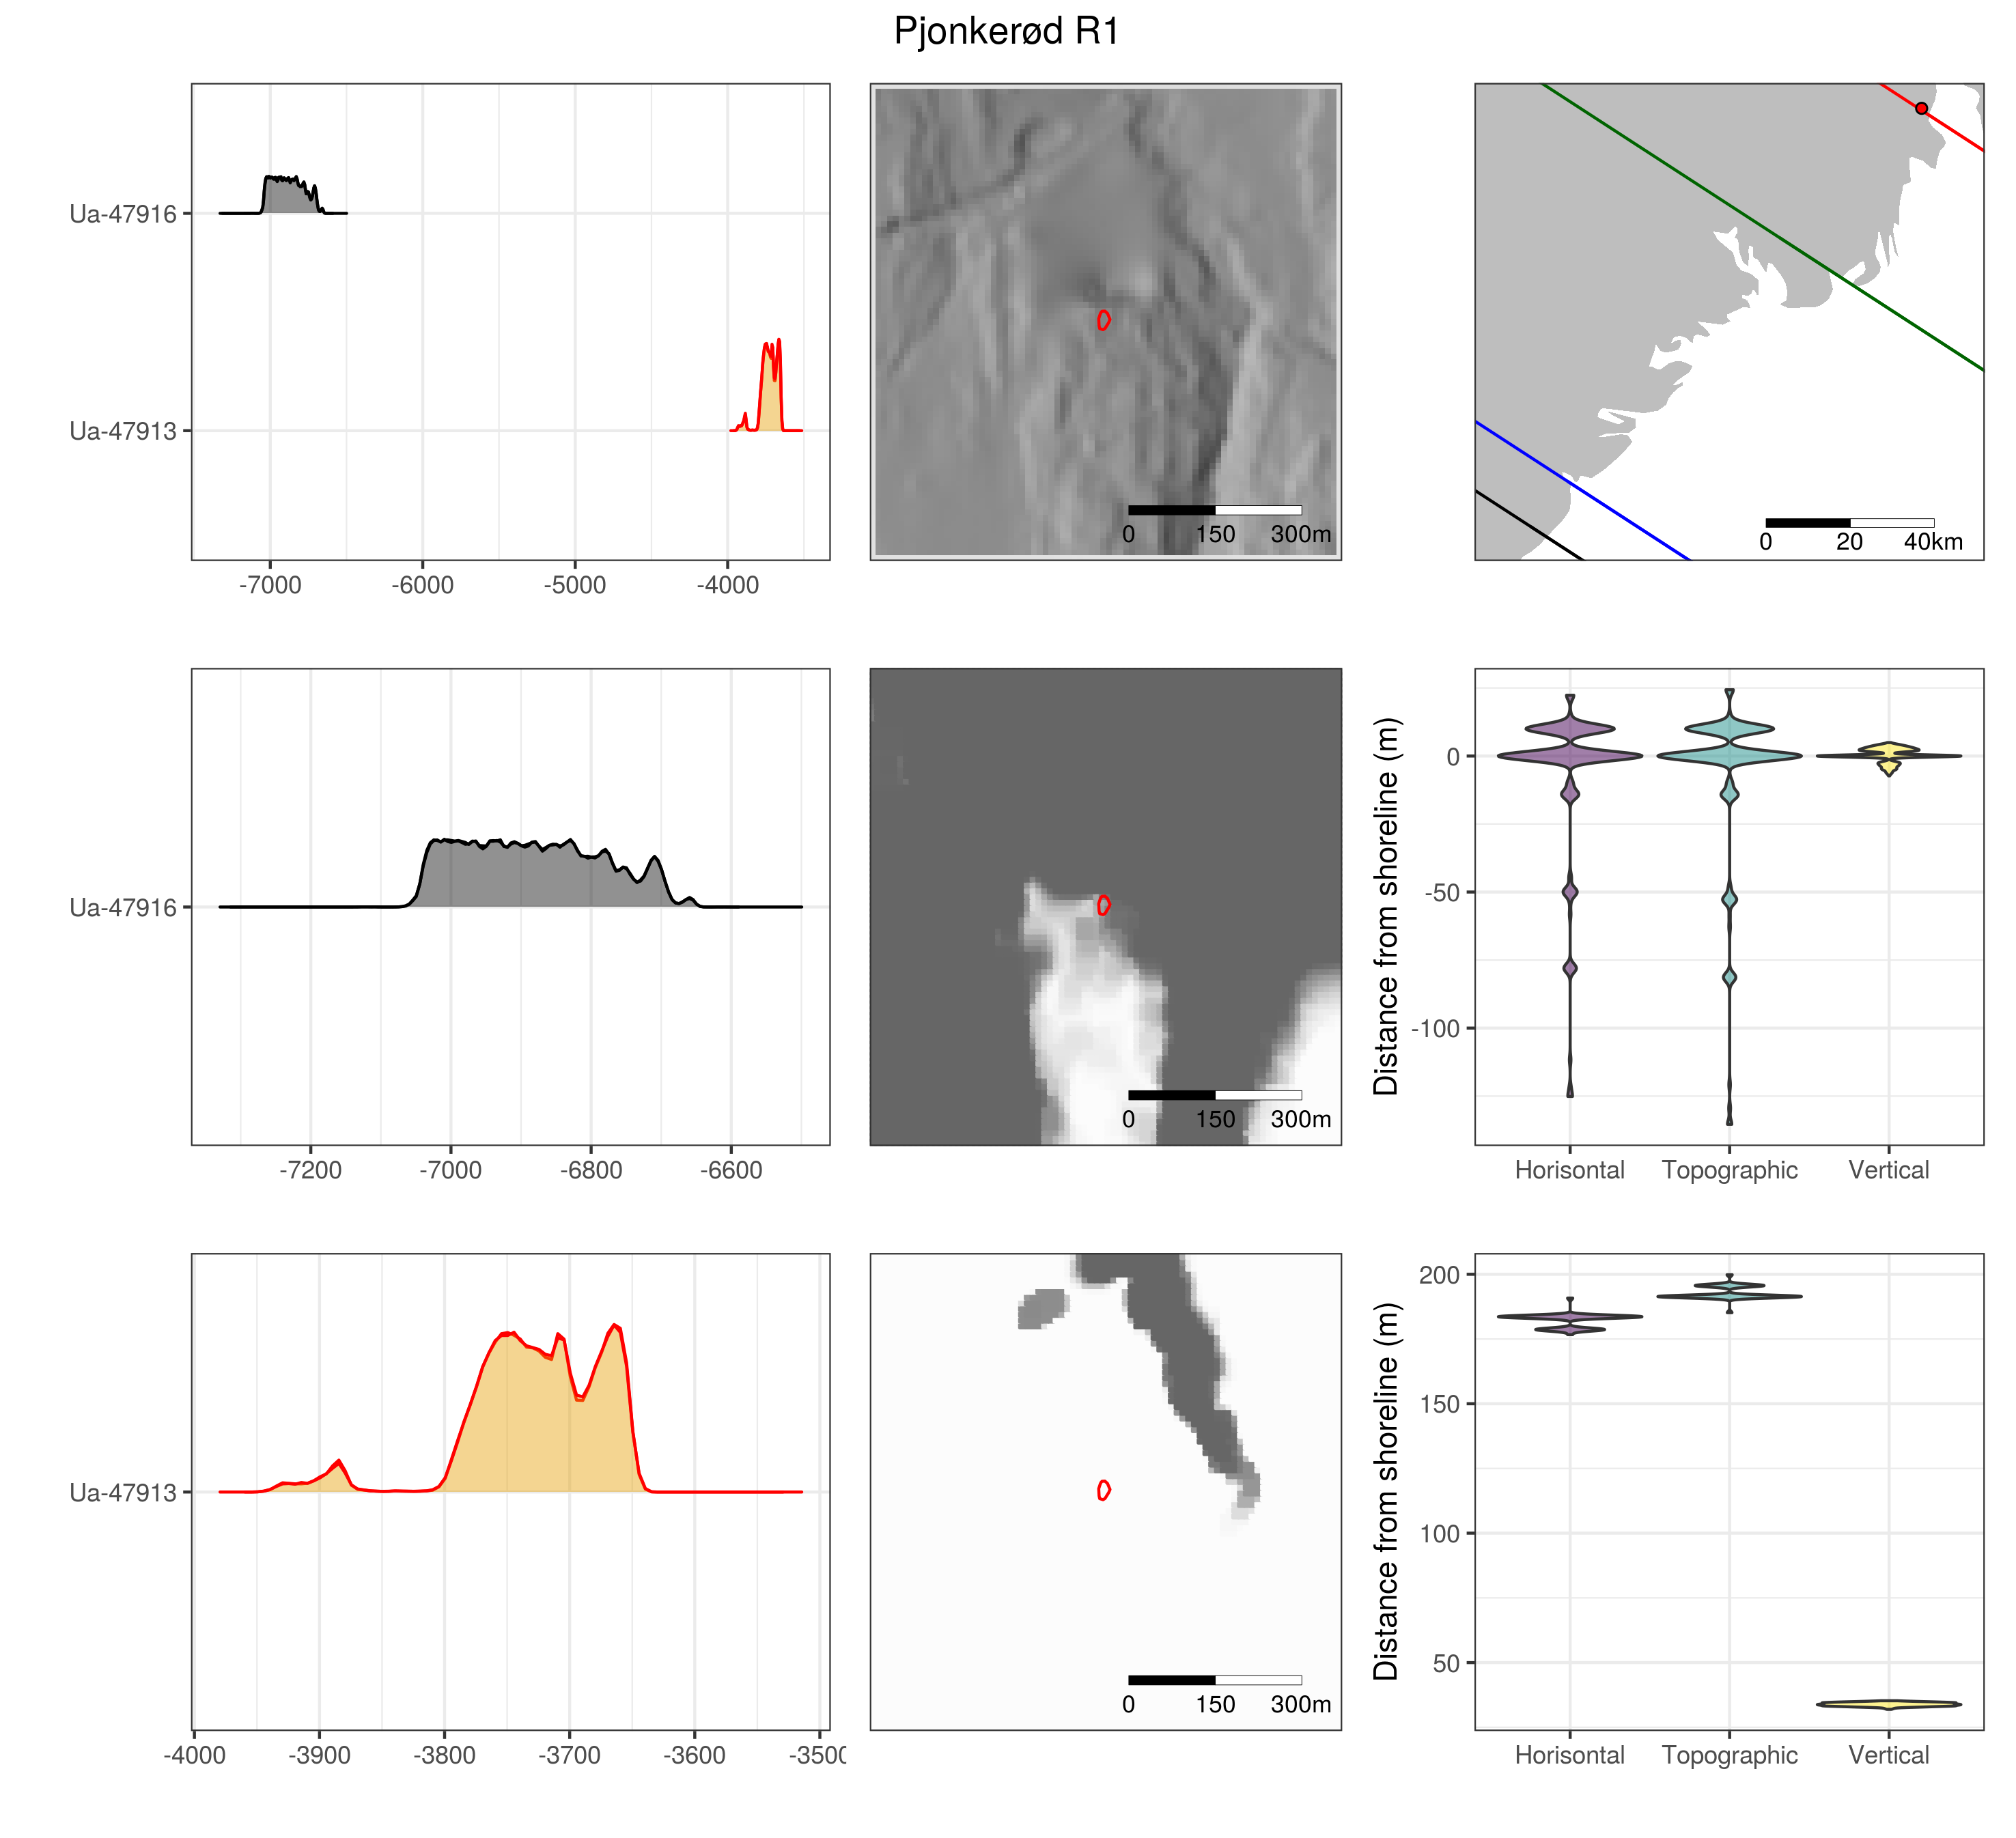 Pjonkerød R1
Ua-47916
Ua-47913
-7000 -6000 -5000 -4000
0 150 300m
0 20 40km
Ua-47916
-7200 -7000 -6800 -6600
0 150 300m
Distance from shoreline (m)
0
-50
-100
Horisontal Topographic Vertical
Ua-47913
-4000 -3900 -3800 -3700 -3600 -3500
0 150 300m
Distance from shoreline (m)
200
150
100
50
Horisontal Topographic Vertical